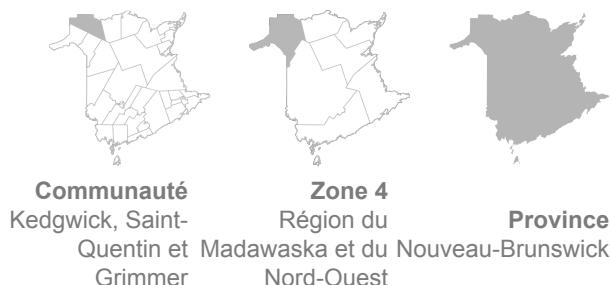 Communauté
Kedgwick, Saint-
Quentin et
Grimmer
Zone 4
Région du
Madawaska et du
Nord-Ouest
Province
Nouveau-Brunswick